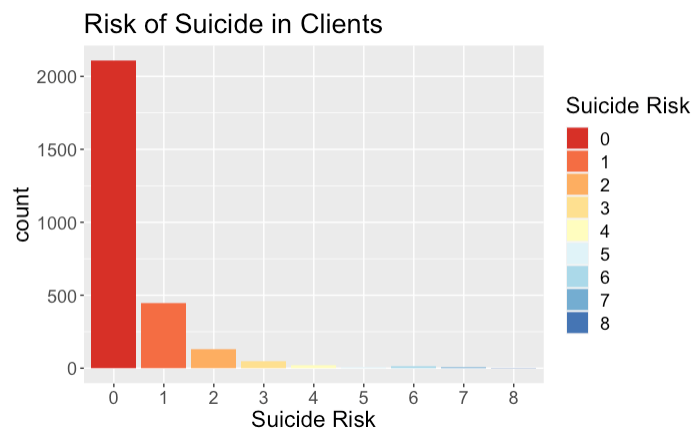 Risk of Suicide in Clients
2000
1500
1000
500
0
count
0 1 2 3 4 5 6 7 8
Suicide Risk
Suicide Risk
0
1
2
3
4
5
6
7
8